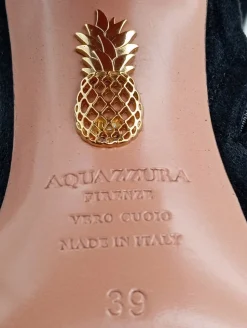 AQUAZZURA
FIRENZE
VERO CUOIO
MADE IN ITALY
39